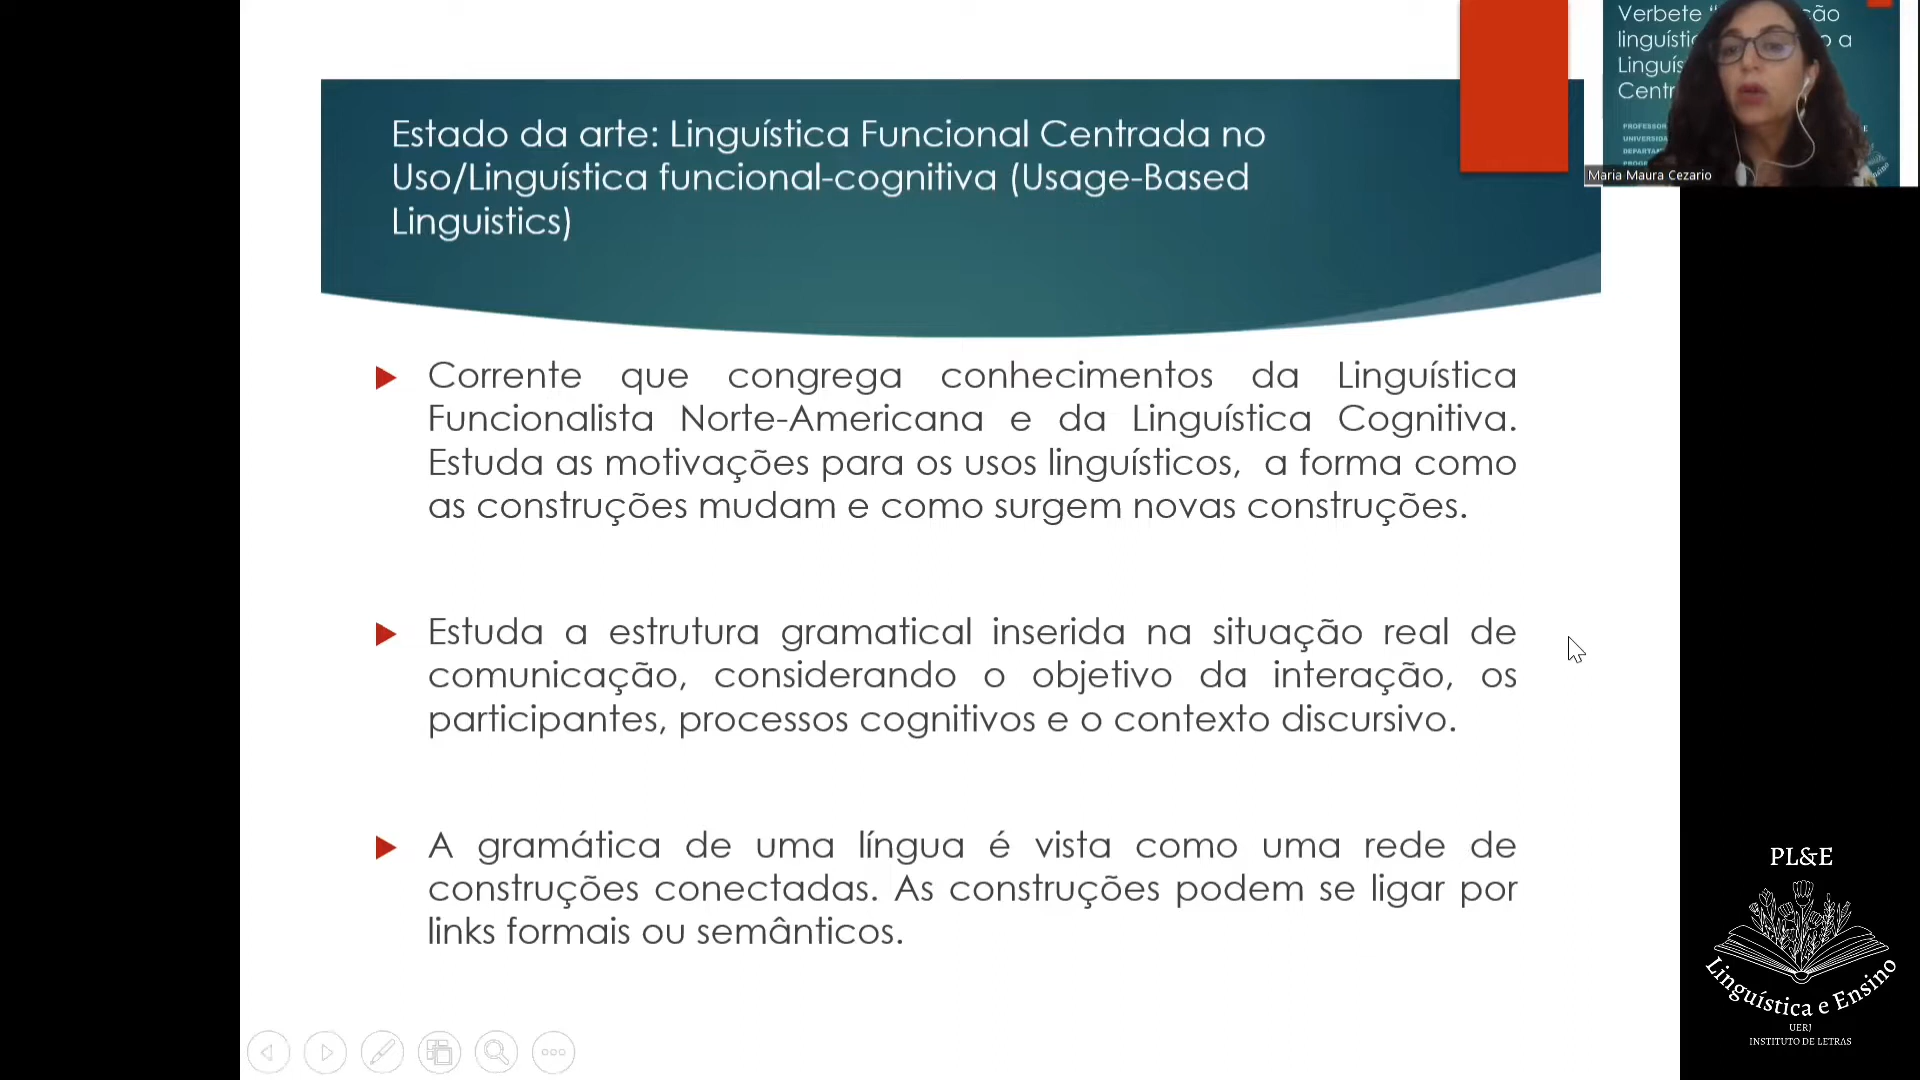 Estado da arte: Linguística Funcional Centrada no
Uso/Linguística funcional-cognitiva (Usage-Based
Linguistics)
Corrente que congrega conhecimentos da Linguística
Funcionalista Norte-Americana e da Linguística Cognitiva.
Estuda as motivações para os usos linguísticos, a forma como
as construções mudam e como surgem novas construções.
Estuda a estrutura gramatical inserida na situação real de
comunicação, considerando o objetivo da interação, os
participantes, processos cognitivos e o contexto discursivo.
A gramática de uma língua é vista como uma rede de
construções conectadas. As construções podem se ligar por
links formais ou semânticos.
Verbete
a
Maria Maura Cezario
PL&E
Linguística e Ensino
UERJ
INSTITUTO DE LETRAS